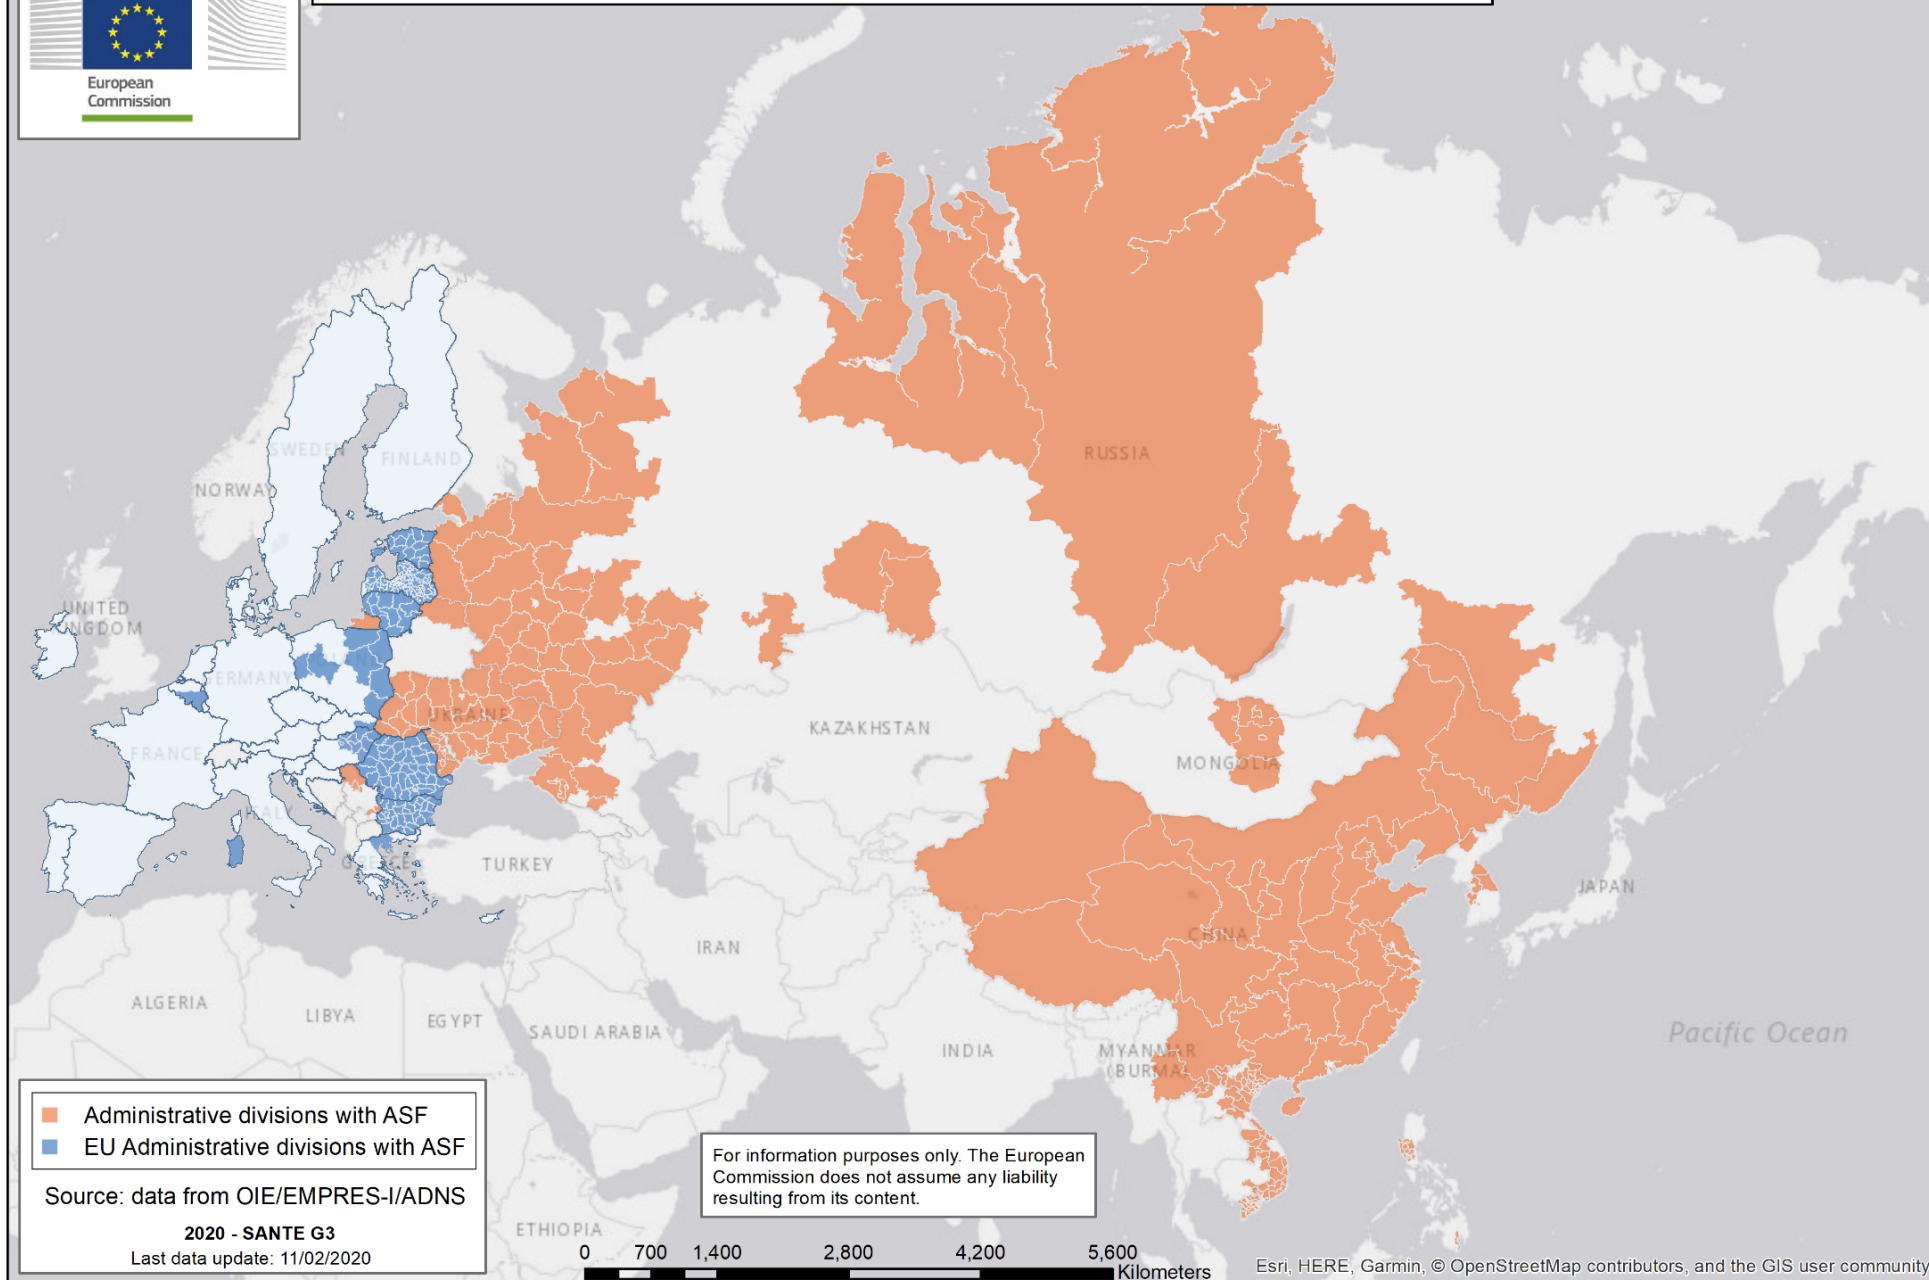 European
Commission
RUSSIA
SWEDEN
FINLAND
NORWAY
UNITED
KINGDOM
GERMANY
UKRAINE
KAZAKHSTAN
FRANCE
MONGOLIA
ITALY
GREECE
TURKEY
JAPAN
CHINA
IRAN
ALGERIA
LIBYA
EGYPT
SAUDI ARABIA
Pacific Ocean
INDIA
MYANMAR
(BURMA)
Administrative divisions with ASF
EU Administrative divisions with ASF
Source: data from OIE/EMPRES-I/ADNS
2020 - SANTE G3
Last data update: 11/02/2020
For information purposes only. The European
Commission does not assume any liability
resulting from its content.
ETHIOPIA
0 700 1,400 2,800 4,200 5,600
Kilometers
Esri, HERE, Garmin, © OpenStreetMap contributors, and the GIS user community